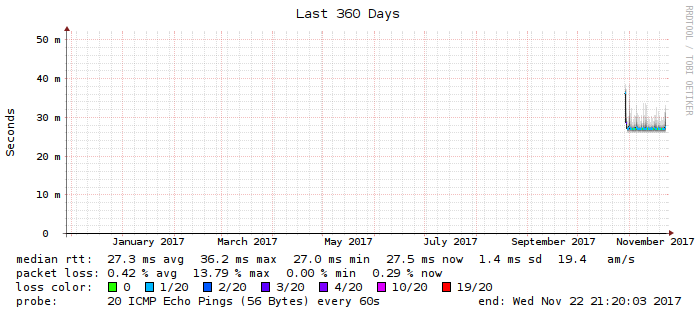 Last 360 Days
RRDTOOL / TOBI OETIKER
Seconds
50 m
40 m
30 m
20 m
10 m
0
January 2017 March 2017 May 2017 July 2017 September 2017 November 2017
median rtt: 27.3 ms avg 36.2 ms max 27.0 ms min 27.5 ms now 1.4 ms sd 19.4 am/s
packet loss: 0.42 % avg 13.79 % max 0.00 % min 0.29 % now
loss color: 0 1/20 2/20 3/20 4/20 10/20 19/20
probe: 20 ICMP Echo Pings (56 Bytes) every 60s end: Wed Nov 22 21:20:03 2017